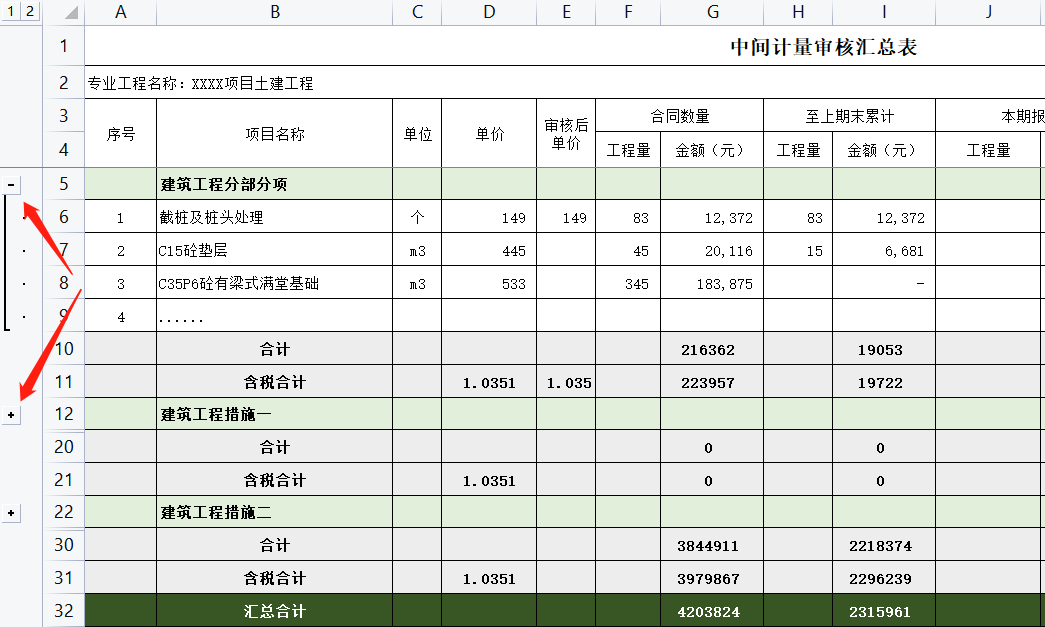 1 2 A B C D E F G H I J
1 中间计量审核汇总表
2 专业工程名称：XXXX项目土建工程
3 序号 项目名称 单位 单价 审核后单价 合同数量 至上期末累计 本期报
4 工程量 金额（元） 工程量 金额（元） 工程量
- 5 建筑工程分部分项
6 1 截桩及桩头处理 个 149 149 83 12,372 83 12,372
7 2 C15砼垫层 m3 445 45 20,116 15 6,681
8 3 C35P6砼有梁式满堂基础 m3 533 345 183,875 -
9 4 ......
10 合计 216362 19053
11 含税合计 1.0351 1.035 223957 19722
+ 12 建筑工程措施一
20 合计 0 0
21 含税合计 1.0351 0 0
+ 22 建筑工程措施二
30 合计 3844911 2218374
31 含税合计 1.0351 3979867 2296239
32 汇总合计 4203824 2315961